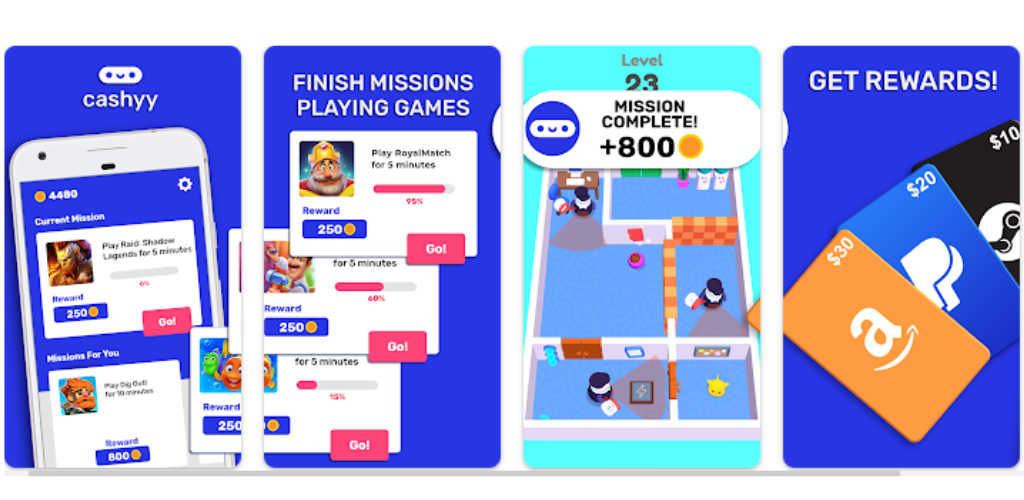 cashyy
4480
Current Mission
Play Raid: Shadow
Legends for 5 minutes
0%
Reward
250
Go!
Missions For You
Play Dig Out!
for 10 minutes
Reward
800
FINISH MISSIONS
PLAYING GAMES
Play RoyalMatch
for 5 minutes
95%
Reward
250
Go!
for 5 minutes
60%
Reward
250
Go!
for 5 minutes
15%
Reward
250
Go!
Level
23
MISSION
COMPLETE!
+800
GET REWARDS!
$10
$20
$30
a